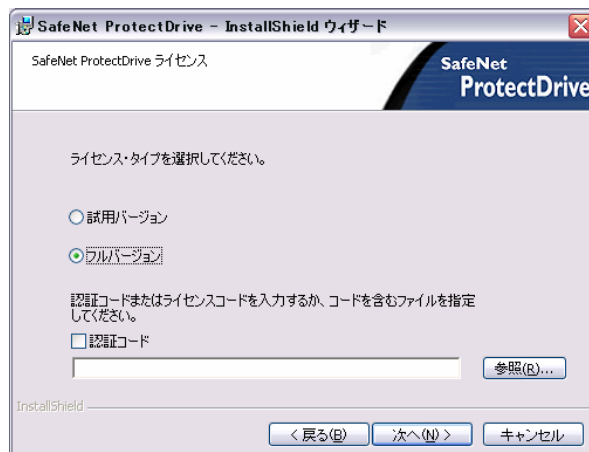 SafeNet ProtectDrive - InstallShield ウィザード
SafeNet ProtectDrive ライセンス
SafeNet
ProtectDrive
ライセンス・タイプを選択してください。
試用バージョン
フルバージョン
認証コードまたはライセンスコードを入力するか、コードを含むファイルを指定
してください。
認証コード
参照(R)...
InstallShield
< 戻る(B)
次へ(N) >
キャンセル